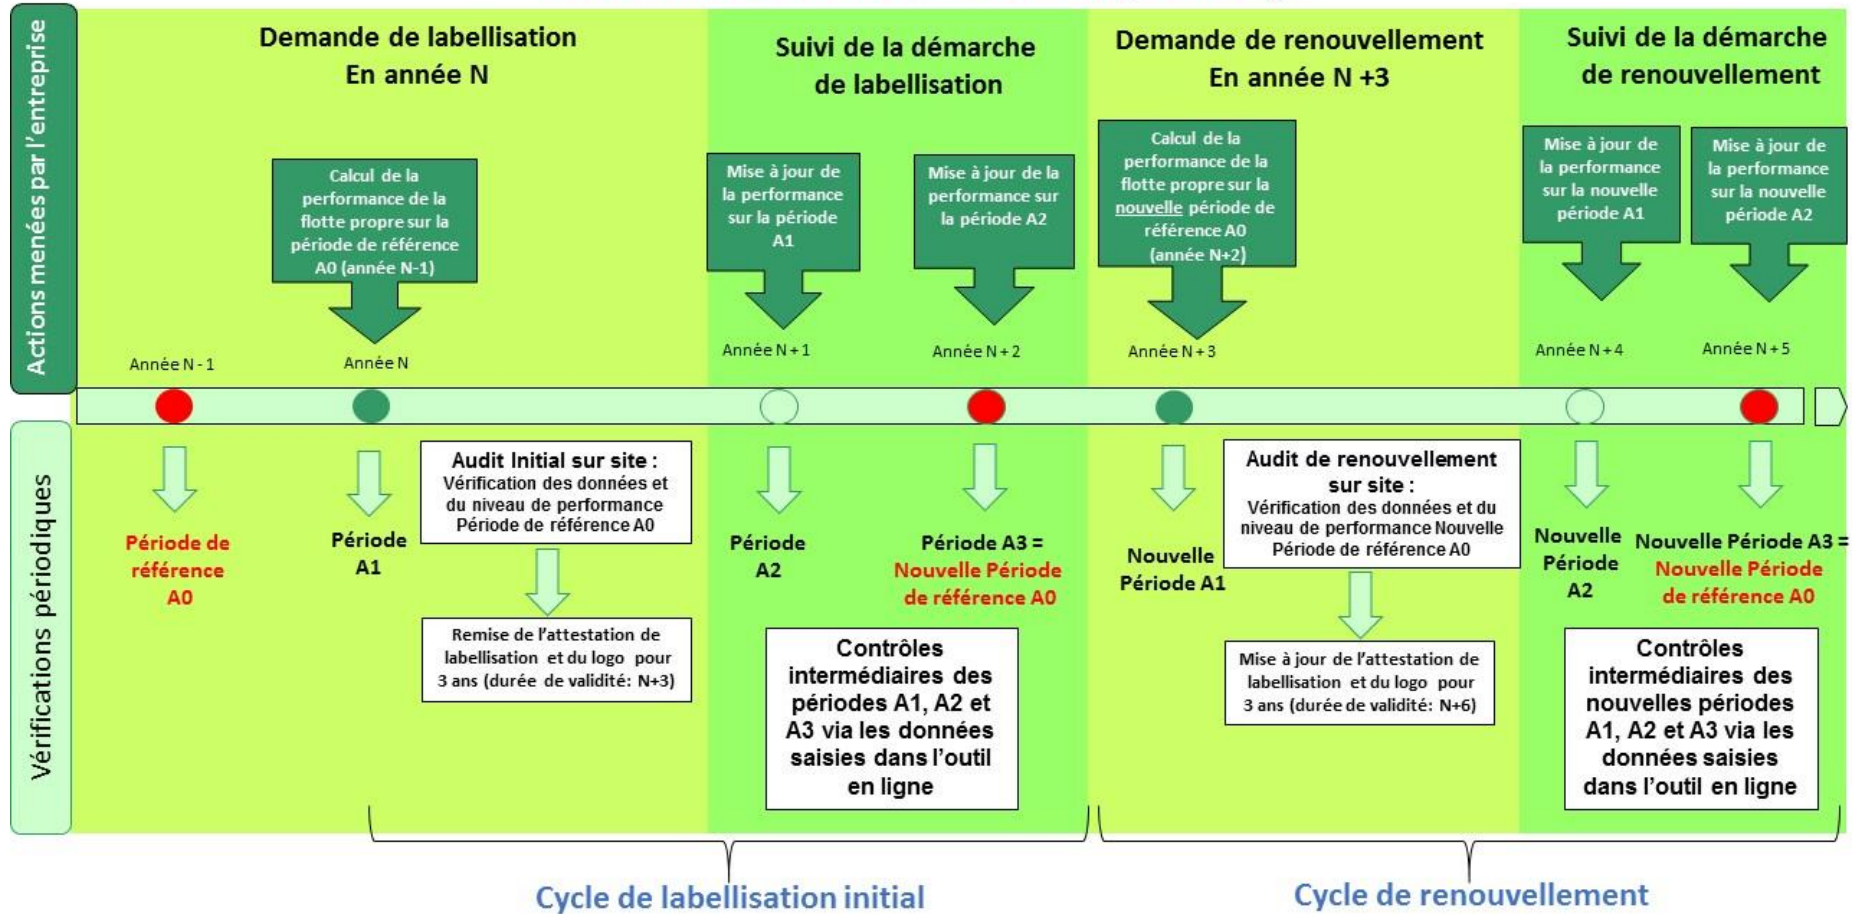 Actions menées par l'entreprise
Demande de labellisation
En année N
Suivi de la démarche
de labellisation
Demande de renouvellement
En année N +3
Suivi de la démarche
de renouvellement
Calcul de la
performance de la
flotte propre sur la
période de référence
A0 (année N-1)
Mise à jour de
la performance
sur la période
A1
Mise à jour de la
performance sur
la période A2
Calcul de la
performance de la
flotte propre sur la
nouvelle période de
référence A0
(année N+2)
Mise à jour de
la performance
sur la nouvelle
période A1
Mise à jour de
la performance
sur la nouvelle
période A2
Année N - 1
Année N
Année N + 1
Année N + 2
Année N + 3
Année N + 4
Année N + 5
Vérifications périodiques
Période de
référence
A0
Période
A1
Audit Initial sur site :
Vérification des données et
du niveau de performance
Période de référence A0
Remise de l'attestation de
labellisation et du logo pour
3 ans (durée de validité: N+3)
Période
A2
Période A3 =
Nouvelle Période
de référence A0
Contrôles
intermédiaires des
périodes A1, A2 et
A3 via les données
saisies dans l'outil
en ligne
Nouvelle
Période A1
Audit de renouvellement
sur site :
Vérification des données et du
niveau de performance Nouvelle
Période de référence A0
Mise à jour de l'attestation de
labellisation et du logo pour
3 ans (durée de validité: N+6)
Nouvelle
Période
A2
Nouvelle Période A3 =
Nouvelle Période
de référence A0
Contrôles
intermédiaires des
nouvelles périodes
A1, A2 et A3 via les
données saisies
dans l'outil en ligne
Cycle de labellisation initial
Cycle de renouvellement